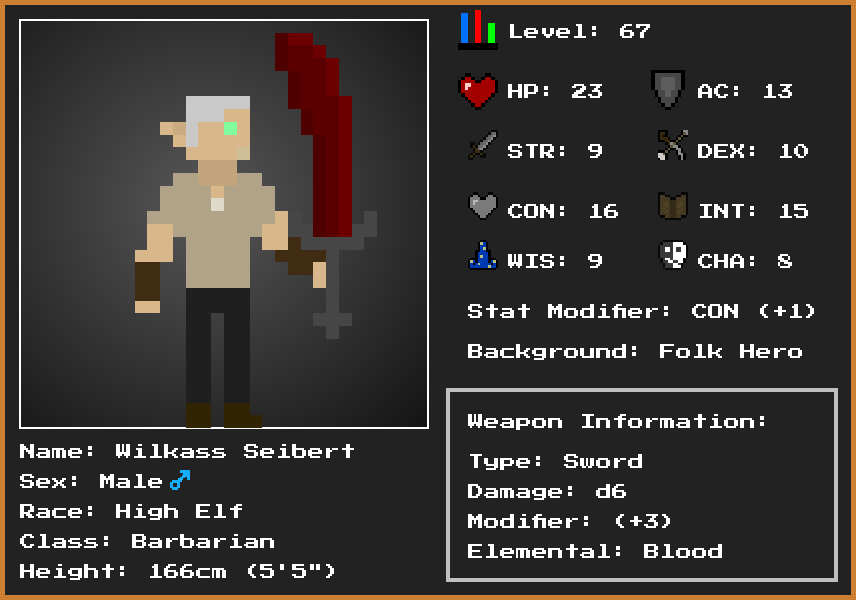 Level: 67
HP: 23
AC: 13
STR: 9
DEX: 10
CON: 16
INT: 15
WIS: 9
CHA: 8
Stat Modifier: CON (+1)
Background: Folk Hero
Weapon Information:
Type: Sword
Damage: d6
Modifier: (+3)
Elemental: Blood
Name: Wilkass Seibert
Sex: Male ♂
Race: High Elf
Class: Barbarian
Height: 166cm (5'5")